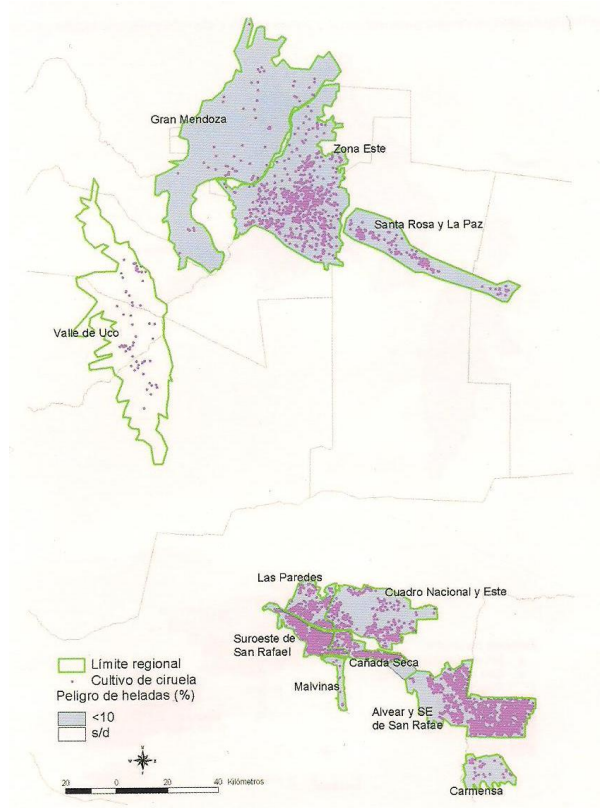 Gran Mendoza
Zona Este
Santa Rosa y La Paz
Valle de Uco
Las Paredes
Cuadro Nacional y Este
Suroeste de
San Rafael
Cañada Seca
Malvinas
Alvear y SE
de San Rafae
Carmensa
Límite regional
Cultivo de ciruela
Peligro de heladas (%)
<10
s/d
20 0 20 40 Kilómetros